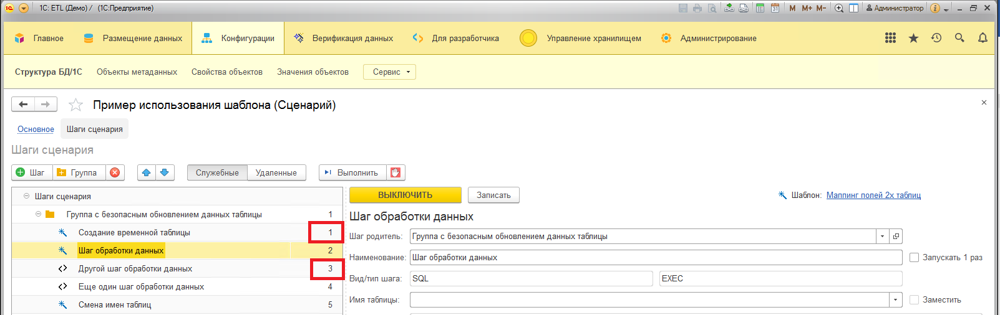 1С: ETL (Демо) / (1С:Предприятие) M M+ M- Администратор
Главное Размещение данных Конфигурации Верификация данных Для разработчика Управление хранилищем Администрирование
Структура БД/1С Объекты метаданных Свойства объектов Значения объектов Сервис
Пример использования шаблона (Сценарий)
Основное Шаги сценария
Шаги сценария
Шаг Группа Служебные Удаленные Выполнить
Шаги сценария
Группа с безопасным обновлением данных таблицы 1
Создание временной таблицы 1
Шаг обработки данных 2
Другой шаг обработки данных 3
Еще один шаг обработки данных 4
Смена имен таблиц 5
ВЫКЛЮЧИТЬ Записать Шаблон: Маппинг полей 2х таблиц
Шаг обработки данных
Шаг родитель: Группа с безопасным обновлением данных таблицы
Наименование: Шаг обработки данных Запускать 1 раз
Вид/тип шага: SQL EXEC
Имя таблицы: Заместить